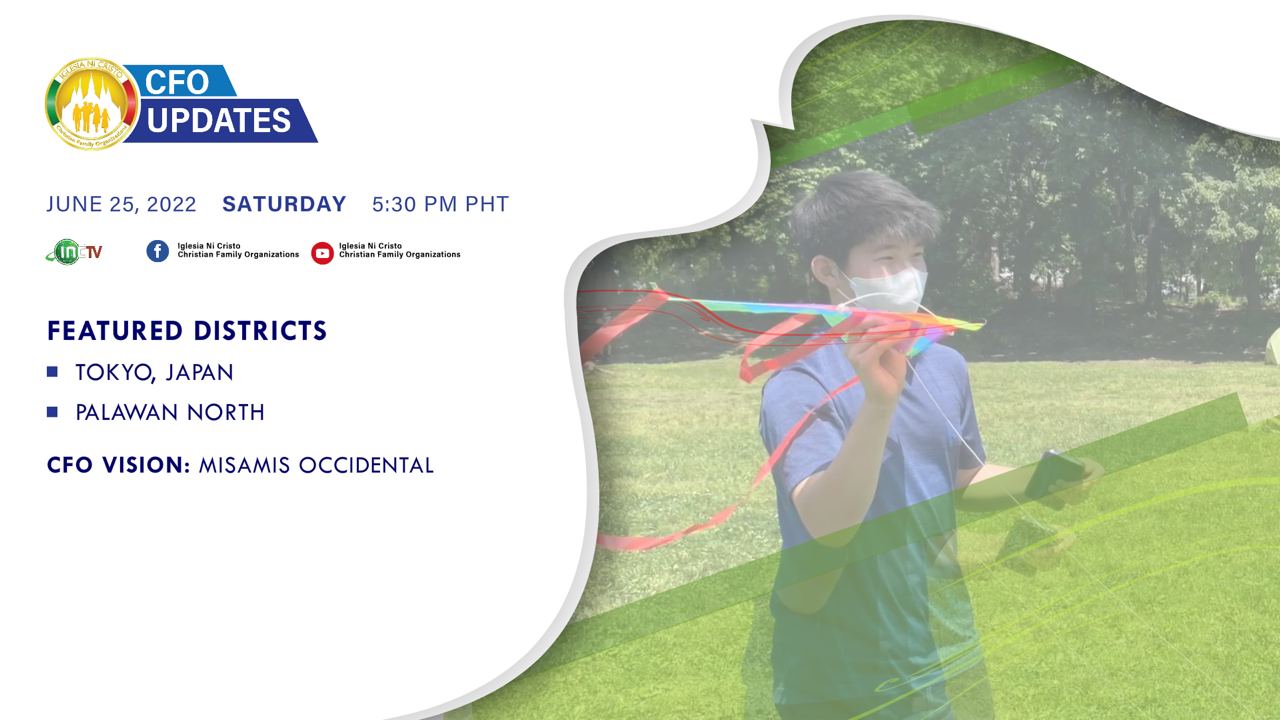 IGLESIA NI CRISTO
Christian Family Organizations
CFO
UPDATES
JUNE 25, 2022 SATURDAY 5:30 PM PHT
iNCTV
f
Iglesia Ni Cristo
Christian Family Organizations
Iglesia Ni Cristo
Christian Family Organizations
FEATURED DISTRICTS
TOKYO, JAPAN
PALAWAN NORTH
CFO VISION: MISAMIS OCCIDENTAL